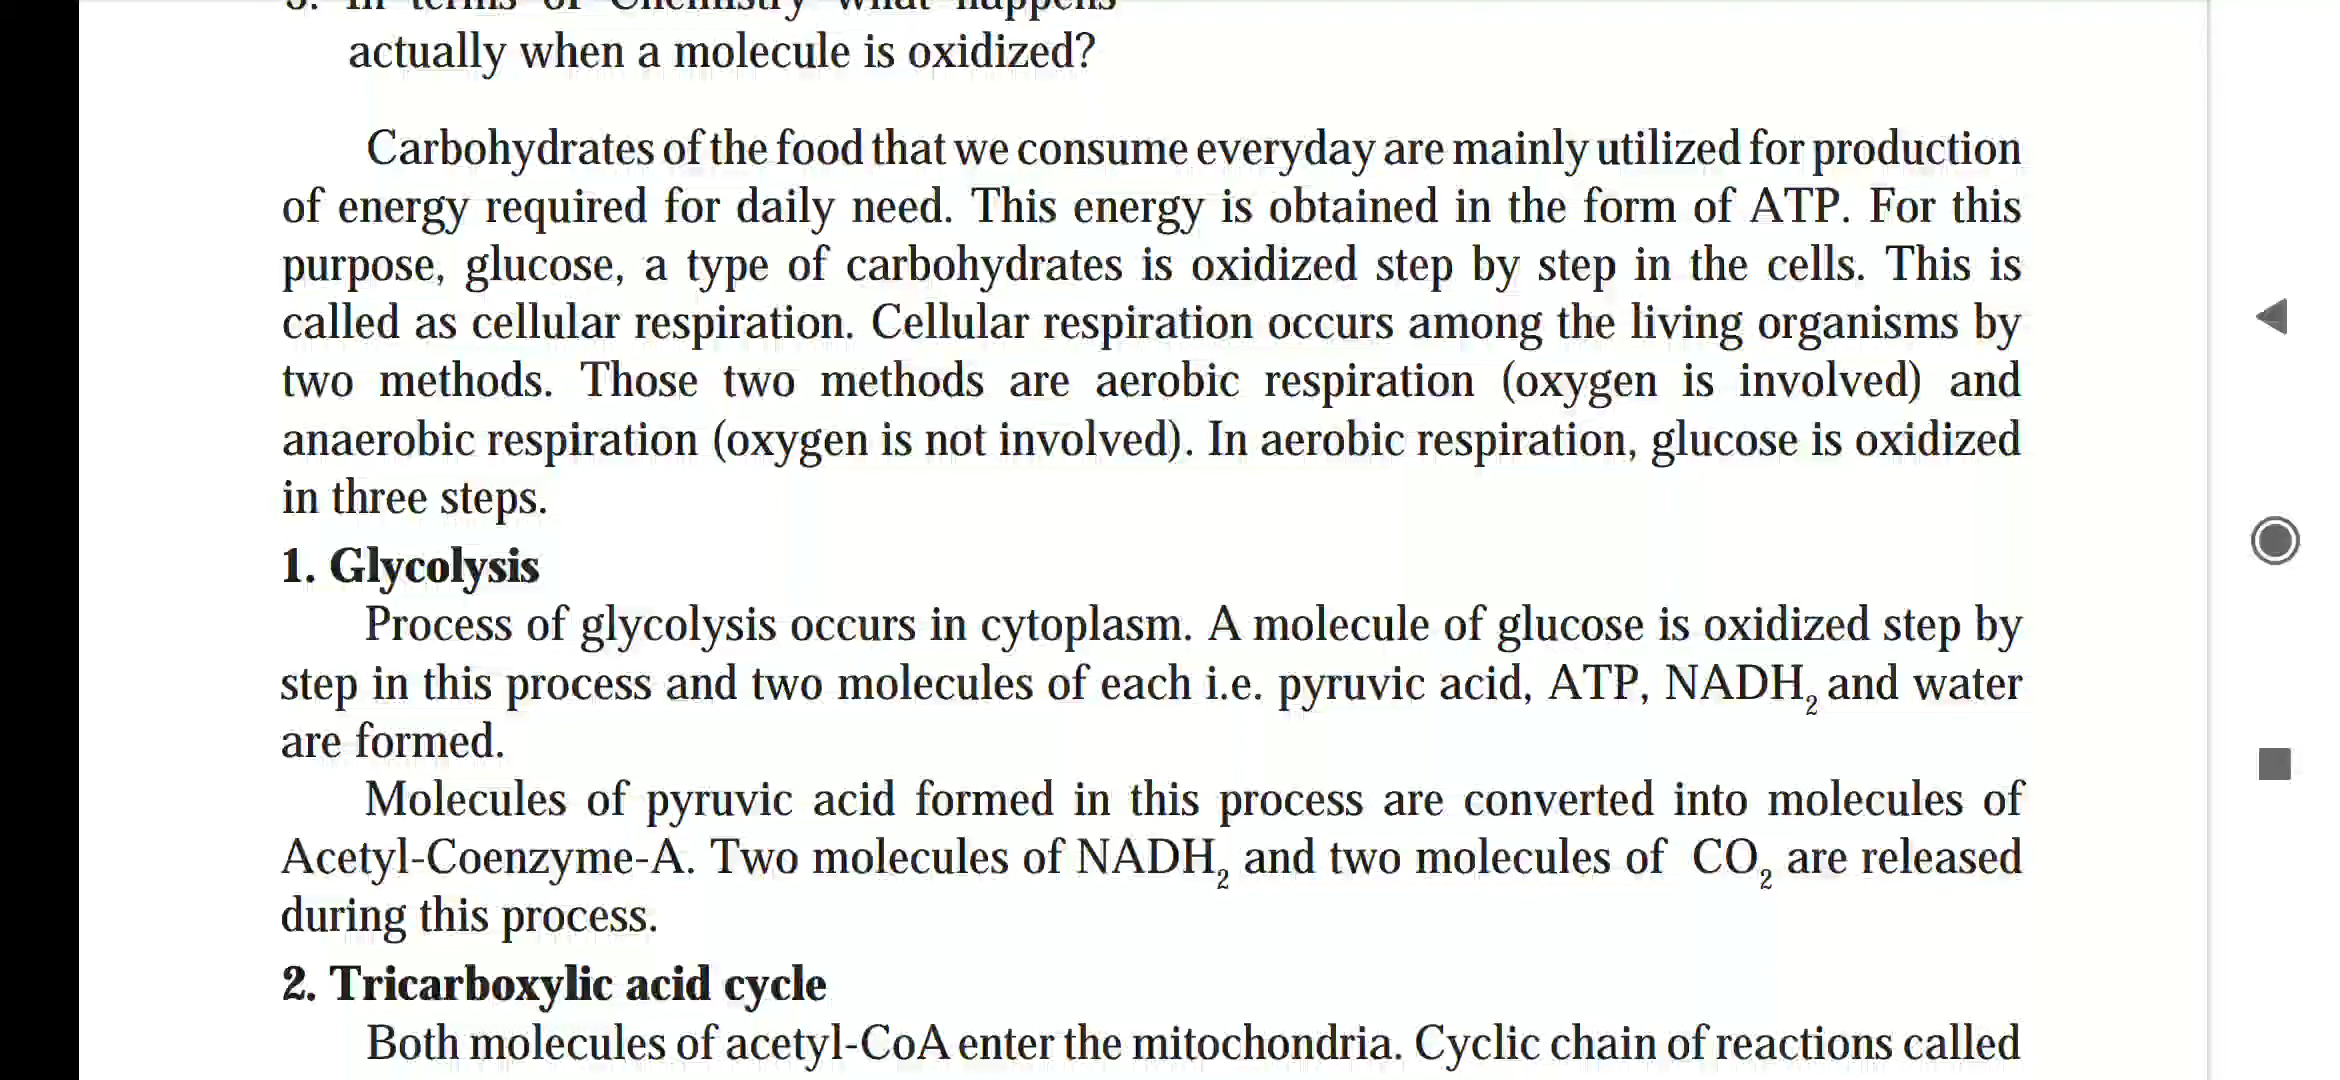 3. In terms of Chemistry what happens
actually when a molecule is oxidized?
Carbohydrates of the food that we consume everyday are mainly utilized for production
of energy required for daily need. This energy is obtained in the form of ATP. For this
purpose, glucose, a type of carbohydrates is oxidized step by step in the cells. This is
called as cellular respiration. Cellular respiration occurs among the living organisms by
two methods. Those two methods are aerobic respiration (oxygen is involved) and
anaerobic respiration (oxygen is not involved). In aerobic respiration, glucose is oxidized
in three steps.
1. Glycolysis
Process of glycolysis occurs in cytoplasm. A molecule of glucose is oxidized step by
step in this process and two molecules of each i.e. pyruvic acid, ATP, NADH₂ and water
are formed.
Molecules of pyruvic acid formed in this process are converted into molecules of
Acetyl-Coenzyme-A. Two molecules of NADH₂ and two molecules of CO₂ are released
during this process.
2. Tricarboxylic acid cycle
Both molecules of acetyl-CoA enter the mitochondria. Cyclic chain of reactions called